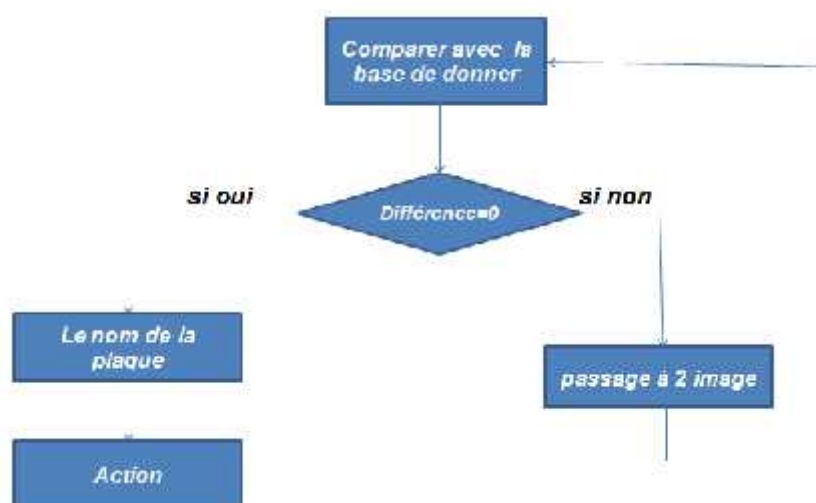 Comparer avec la
base de donner
si oui
Différence=0
si non
Le nom de la
plaque
passage à 2 image
Action